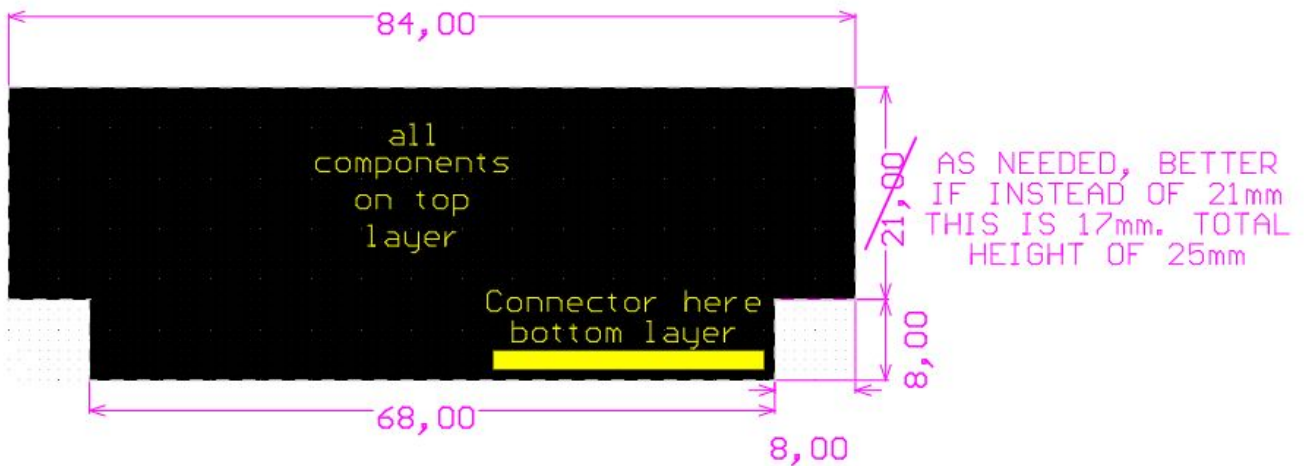 84,00
all
components
on top
layer
21,00
AS NEEDED, BETTER
IF INSTEAD OF 21mm
THIS IS 17mm. TOTAL
HEIGHT OF 25mm
Connector here
bottom layer
8,00
68,00
8,00